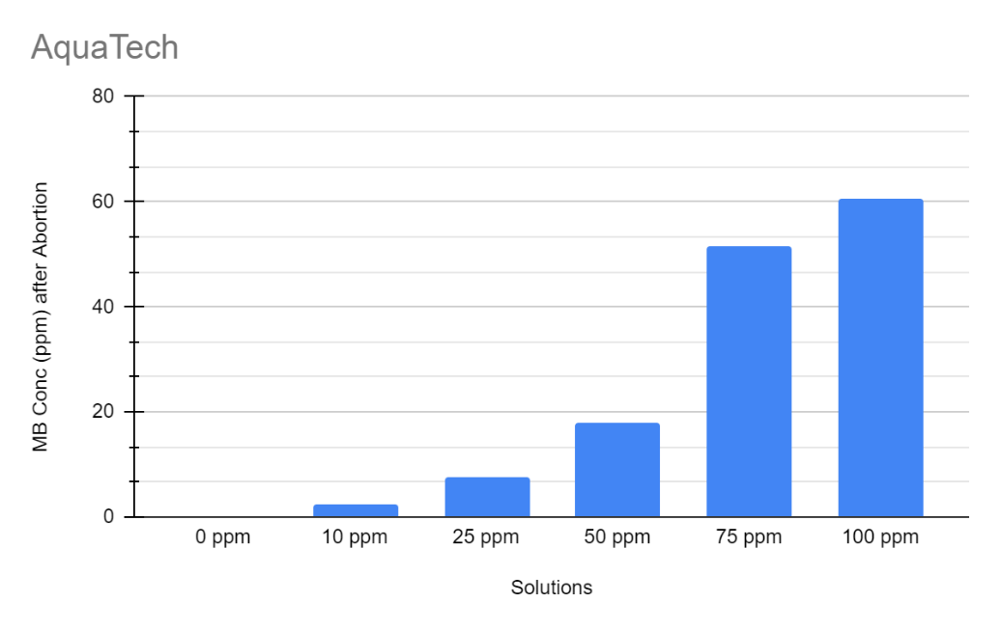 AquaTech
80
60
40
20
0
MB Conc (ppm) after Abortion
0 ppm 10 ppm 25 ppm 50 ppm 75 ppm 100 ppm
Solutions